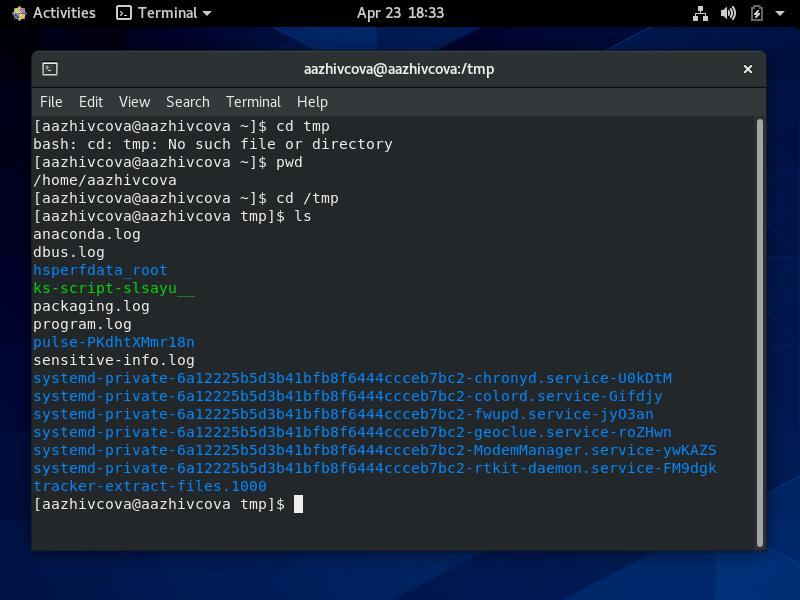 Activities Terminal Apr 23 18:33
aazhivcova@aazhivcova:/tmp
File Edit View Search Terminal Help
[aazhivcova@aazhivcova ~]$ cd tmp
bash: cd: tmp: No such file or directory
[aazhivcova@aazhivcova ~]$ pwd
/home/aazhivcova
[aazhivcova@aazhivcova ~]$ cd /tmp
[aazhivcova@aazhivcova tmp]$ ls
anaconda.log
dbus.log
hsperfdata_root
ks-script-slsayu__
packaging.log
program.log
pulse-PKdhtXMmr18n
sensitive-info.log
systemd-private-6a12225b5d3b41bfb8f6444ccceb7bc2-chronyd.service-U0kDtM
systemd-private-6a12225b5d3b41bfb8f6444ccceb7bc2-colord.service-Gifdjy
systemd-private-6a12225b5d3b41bfb8f6444ccceb7bc2-fwupd.service-jyO3an
systemd-private-6a12225b5d3b41bfb8f6444ccceb7bc2-geoclue.service-roZHwn
systemd-private-6a12225b5d3b41bfb8f6444ccceb7bc2-ModemManager.service-ywKAZS
systemd-private-6a12225b5d3b41bfb8f6444ccceb7bc2-rtkit-daemon.service-FM9dgk
tracker-extract-files.1000
[aazhivcova@aazhivcova tmp]$